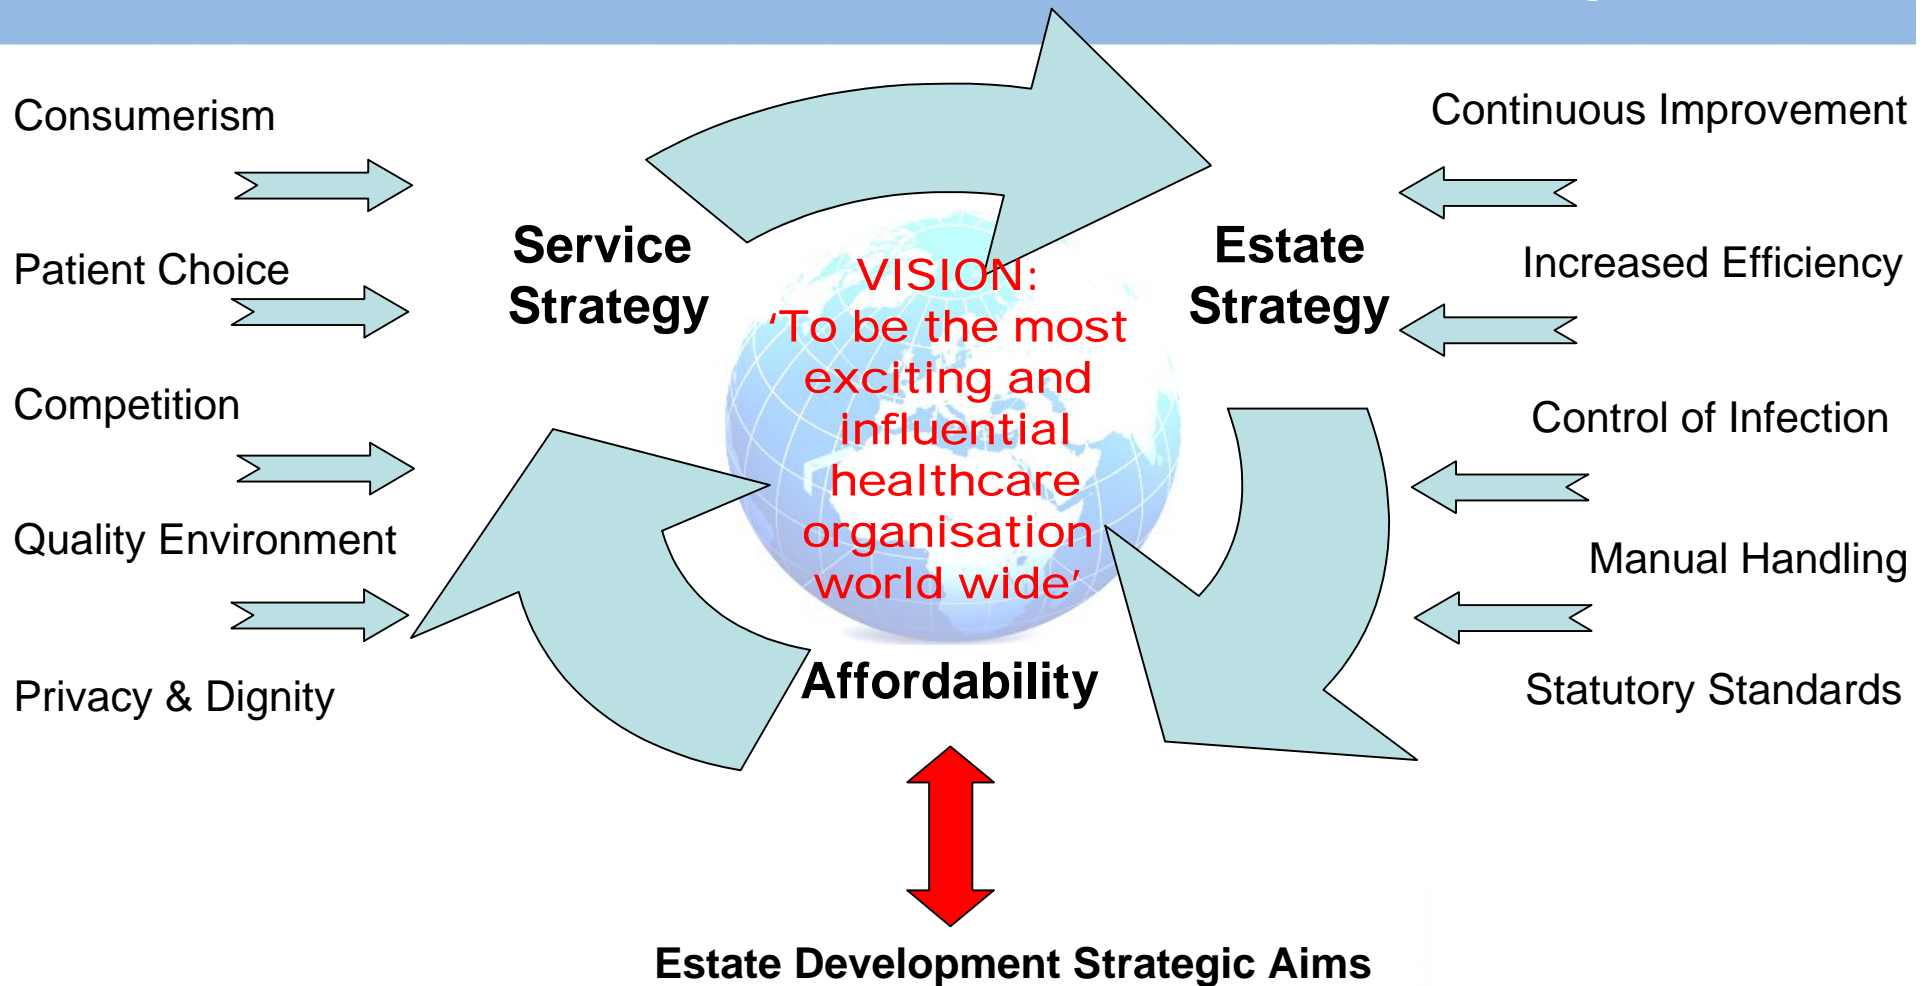 Consumerism
Patient Choice
Competition
Quality Environment
Privacy & Dignity
Service
Strategy
VISION:
‘To be the most
exciting and
influential
healthcare
organisation
world wide’
Estate
Strategy
Affordability
Continuous Improvement
Increased Efficiency
Control of Infection
Manual Handling
Statutory Standards
Estate Development Strategic Aims